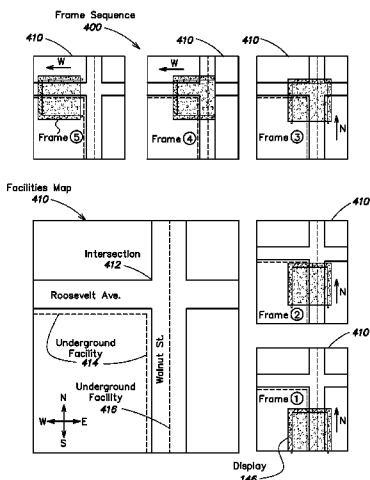 Frame Sequence
400
410
410
410
W
W
N
Frame 5
Frame 4
Frame 3
Facilities Map
410
410
Intersection
412
Roosevelt Ave.
N
Frame 2
Underground
Facility
414
Walnut St.
410
Underground
Facility
416
Frame 1
N
N
W E
S
Display
146